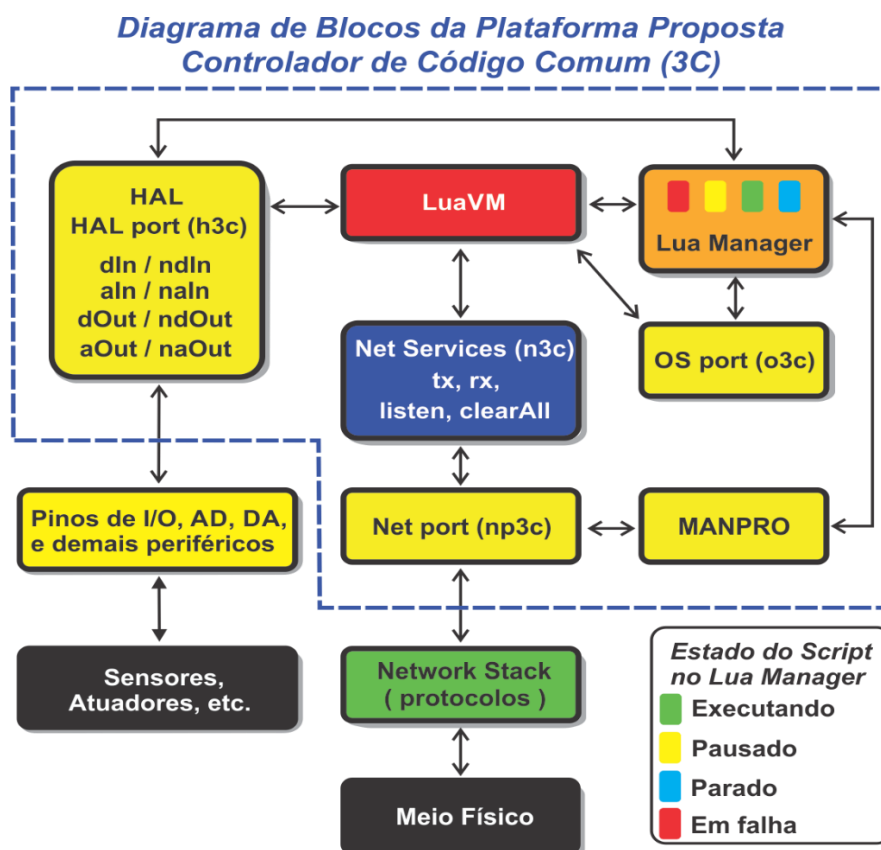 Diagrama de Blocos da Plataforma Proposta
Controlador de Código Comum (3C)
HAL
HAL port (h3c)
dIn / ndIn
aIn / naIn
dOut / ndOut
aOut / naOut
LuaVM
Lua Manager
Net Services (n3c)
tx, rx,
listen, clearAll
OS port (o3c)
Pinos de I/O, AD, DA,
e demais periféricos
Net port (np3c)
MANPRO
Sensores,
Atuadores, etc.
Network Stack
( protocolos )
Meio Físico
Estado do Script
no Lua Manager
Executando
Pausado
Parado
Em falha